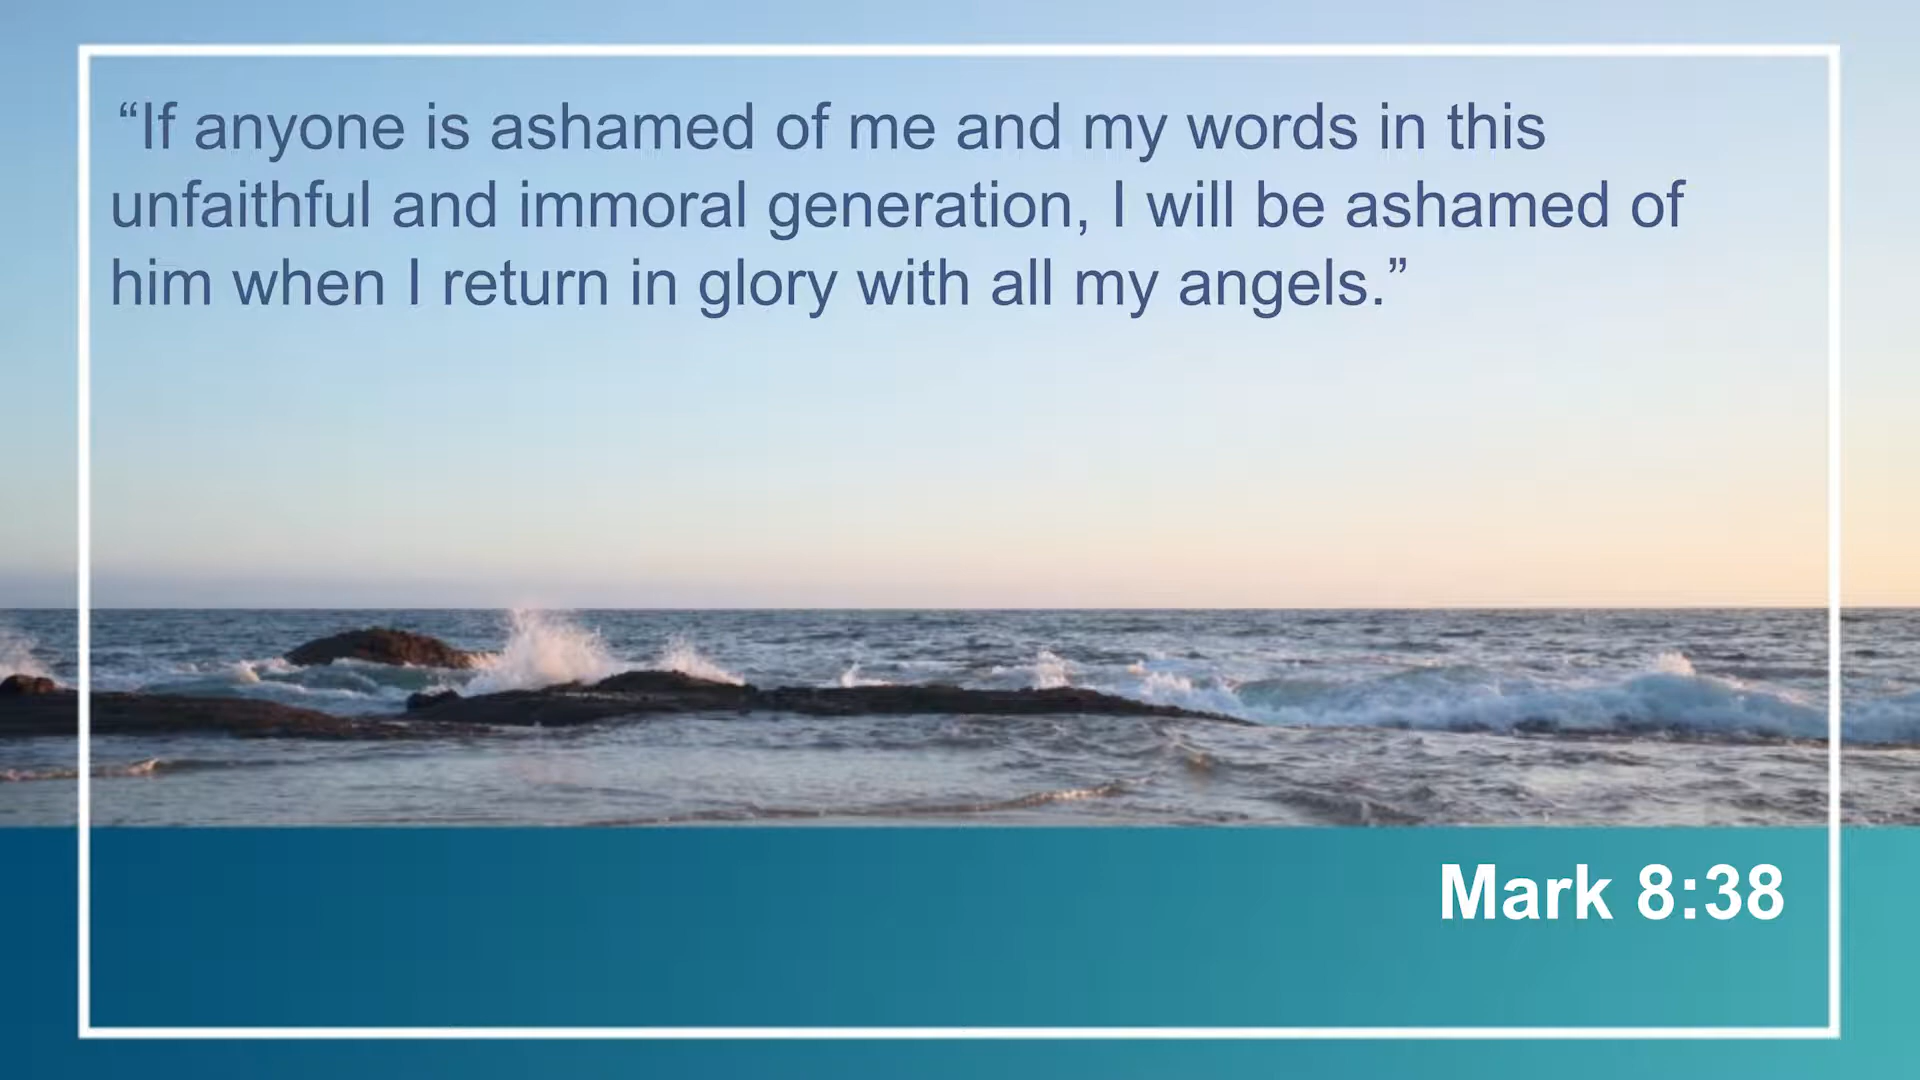 “If anyone is ashamed of me and my words in this
unfaithful and immoral generation, I will be ashamed of
him when I return in glory with all my angels.”
Mark 8:38